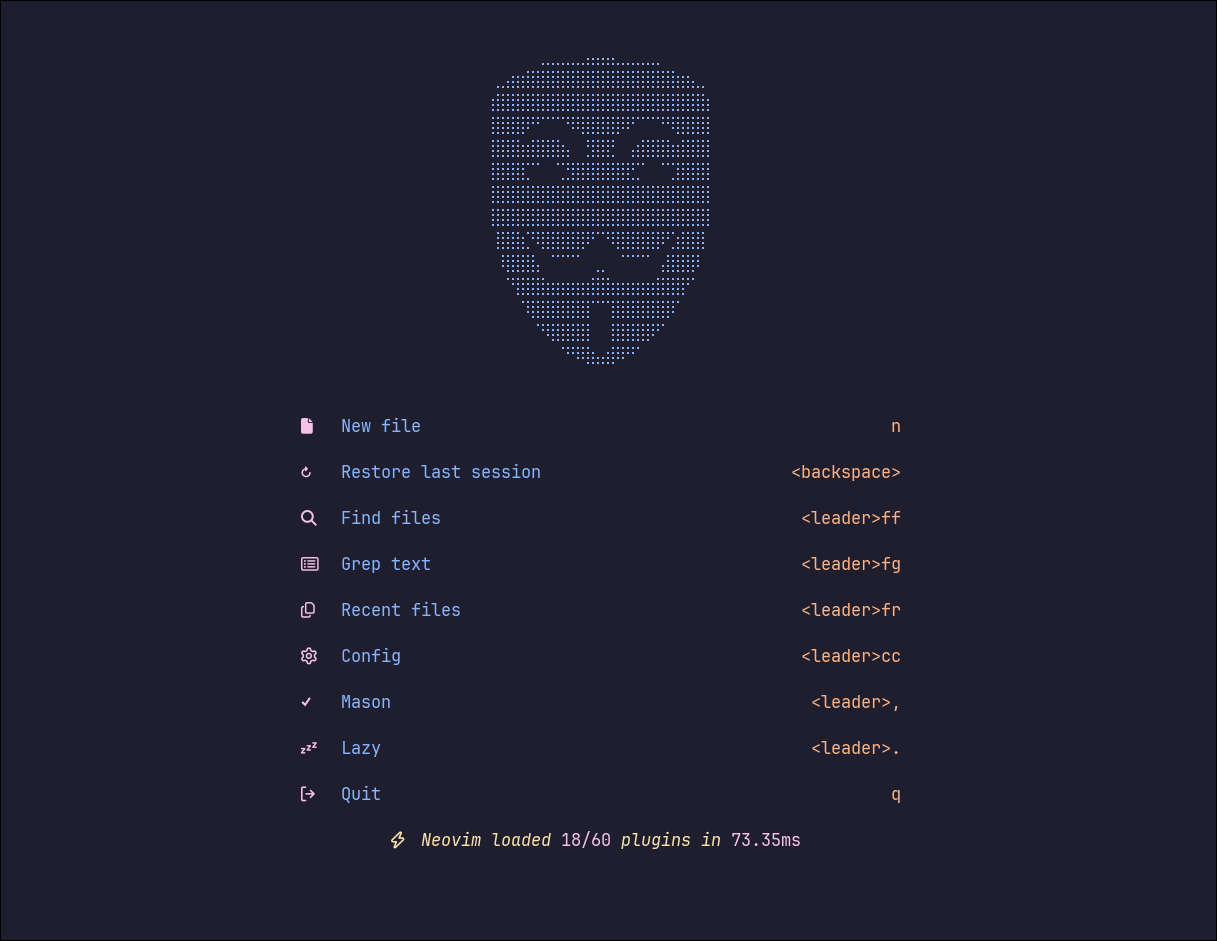 New file n
Restore last session <backspace>
Find files <leader>ff
Grep text <leader>fg
Recent files <leader>fr
Config <leader>cc
Mason <leader>,
Lazy <leader>.
Quit q
Neovim loaded 18/60 plugins in 73.35ms